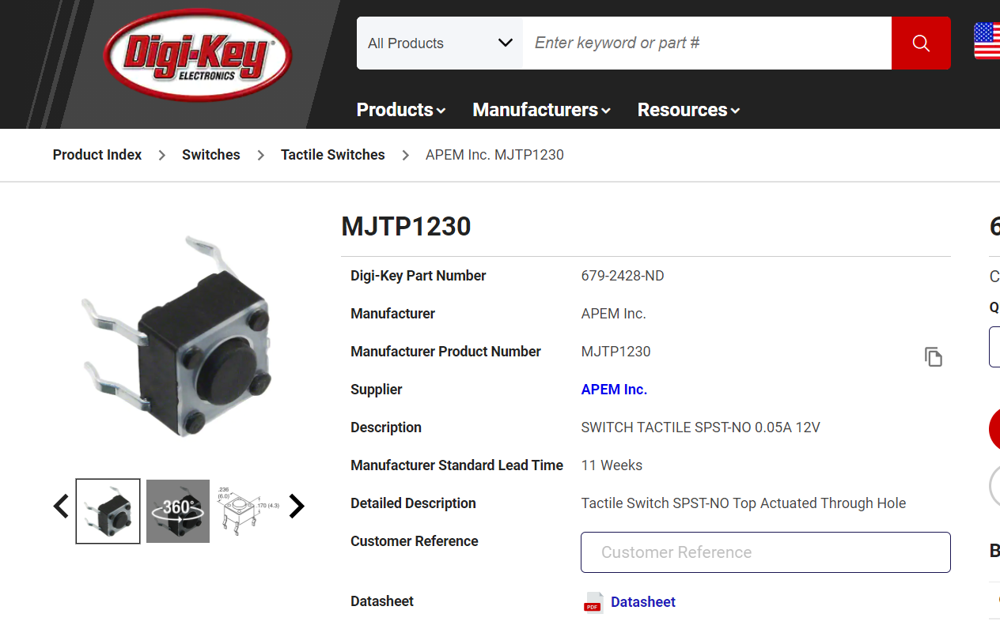 Digi-Key®
ELECTRONICS
All Products
Enter keyword or part #
Products
Manufacturers
Resources
Product Index
Switches
Tactile Switches
APEM Inc. MJTP1230
MJTP1230
Digi-Key Part Number 679-2428-ND
Manufacturer APEM Inc.
Manufacturer Product Number MJTP1230
Supplier APEM Inc.
Description SWITCH TACTILE SPST-NO 0.05A 12V
Manufacturer Standard Lead Time 11 Weeks
Detailed Description Tactile Switch SPST-NO Top Actuated Through Hole
Customer Reference Customer Reference
Datasheet PDF Datasheet
360°
.236
(6.0)
.170 (4.3)
6
C
Q
B